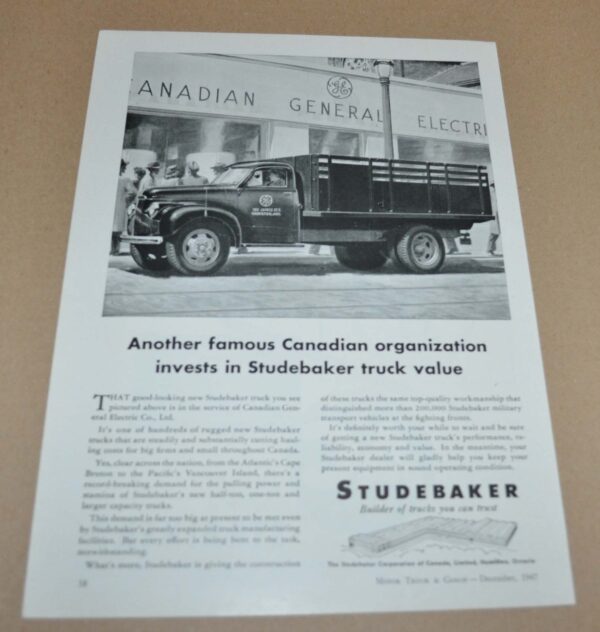 ANADIAN GENERAL ELECTRI
GE
GE
Another famous Canadian organization
invests in Studebaker truck value
THAT good-looking new Studebaker truck you see
pictured above is in the service of Canadian Gen-
eral Electric Co., Ltd.
It's one of hundreds of rugged new Studebaker
trucks that are steadily and substantially cutting haul-
ing costs for big firms and small throughout Canada.
Yes, clear across the nation, from the Atlantic's Cape
Breton to the Pacific's Vancouver Island, there's a
record-breaking demand for the pulling power and
stamina of Studebaker's new half-ton, one-ton and
larger capacity trucks.
This demand is far too big at present to be met even
by Studebaker's greatly expanded truck manufacturing
facilities. But every effort is being bent to the task,
notwithstanding.
What's more, Studebaker is giving the construction
of these trucks the same top-quality workmanship that
distinguished more than 200,000 Studebaker military
transport vehicles at the fighting fronts.
It's definitely worth your while to wait and be sure
of getting a new Studebaker truck's performance, re-
liability, economy and value. In the meantime, your
Studebaker dealer will gladly help you keep your
present equipment in sound operating condition.
STUDEBAKER
Builder of trucks you can trust
The Studebaker Corporation of Canada, Limited, Hamilton, Ontario
MOTOR TRUCK & COACH—December, 1947